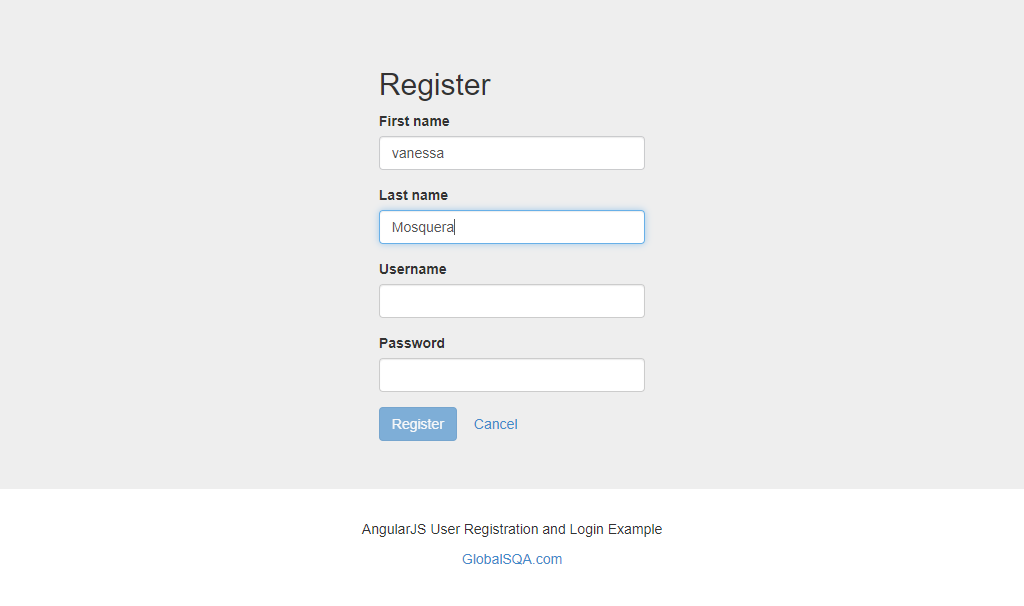 Register
First name
vanessa
Last name
Mosquera
Username
Password
Register Cancel
AngularJS User Registration and Login Example
GlobalSQA.com